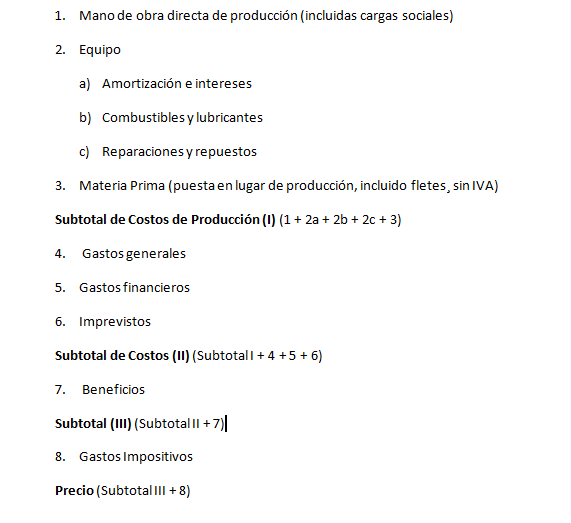 1. Mano de obra directa de producción (incluidas cargas sociales)
2. Equipo
a) Amortización e intereses
b) Combustibles y lubricantes
c) Reparaciones y repuestos
3. Materia Prima (puesta en lugar de producción, incluido fletes, sin IVA)
Subtotal de Costos de Producción (I) (1 + 2a + 2b + 2c + 3)
4. Gastos generales
5. Gastos financieros
6. Imprevistos
Subtotal de Costos (II) (Subtotal I + 4 + 5 + 6)
7. Beneficios
Subtotal (III) (Subtotal II + 7)
8. Gastos Impositivos
Precio (Subtotal III + 8)